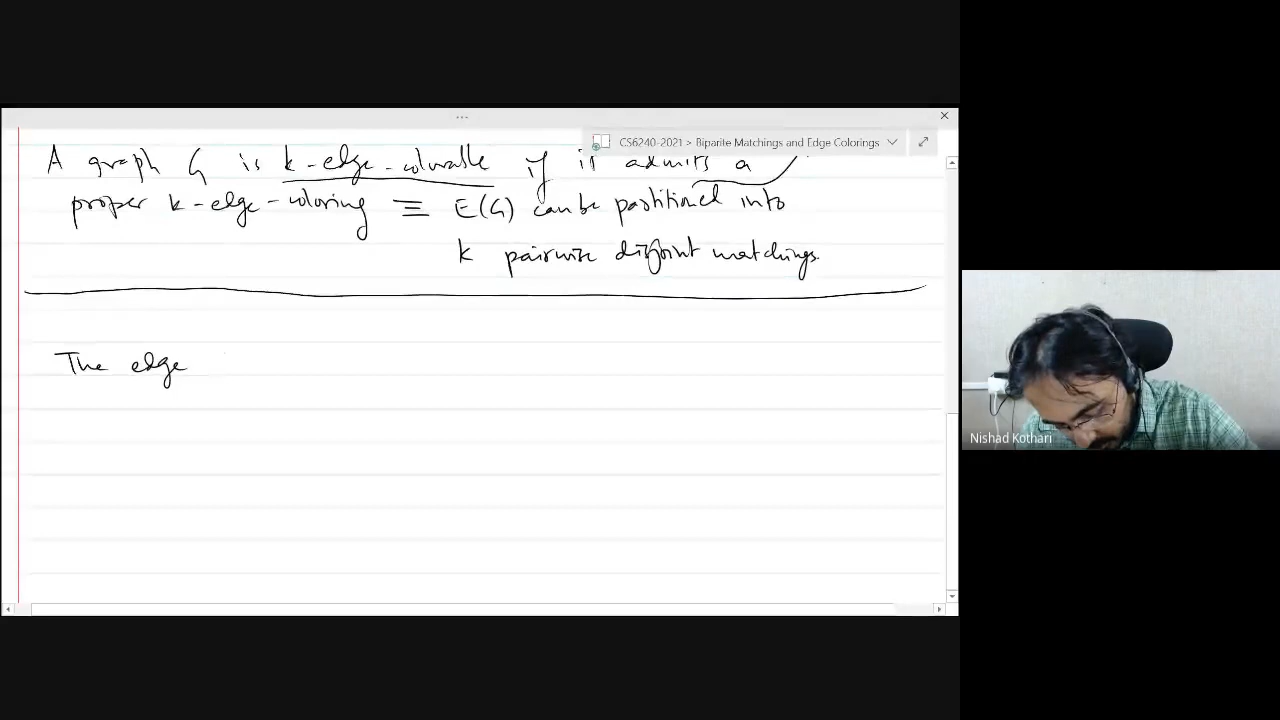 CS6240-2021 > Biparite Matchings and Edge Colorings
A graph G is k-edge-colorable if it admits a
proper k-edge-coloring ≡ E(G) can be partitioned into
k pairwise disjoint matchings.
The edge
Nishad Kothari